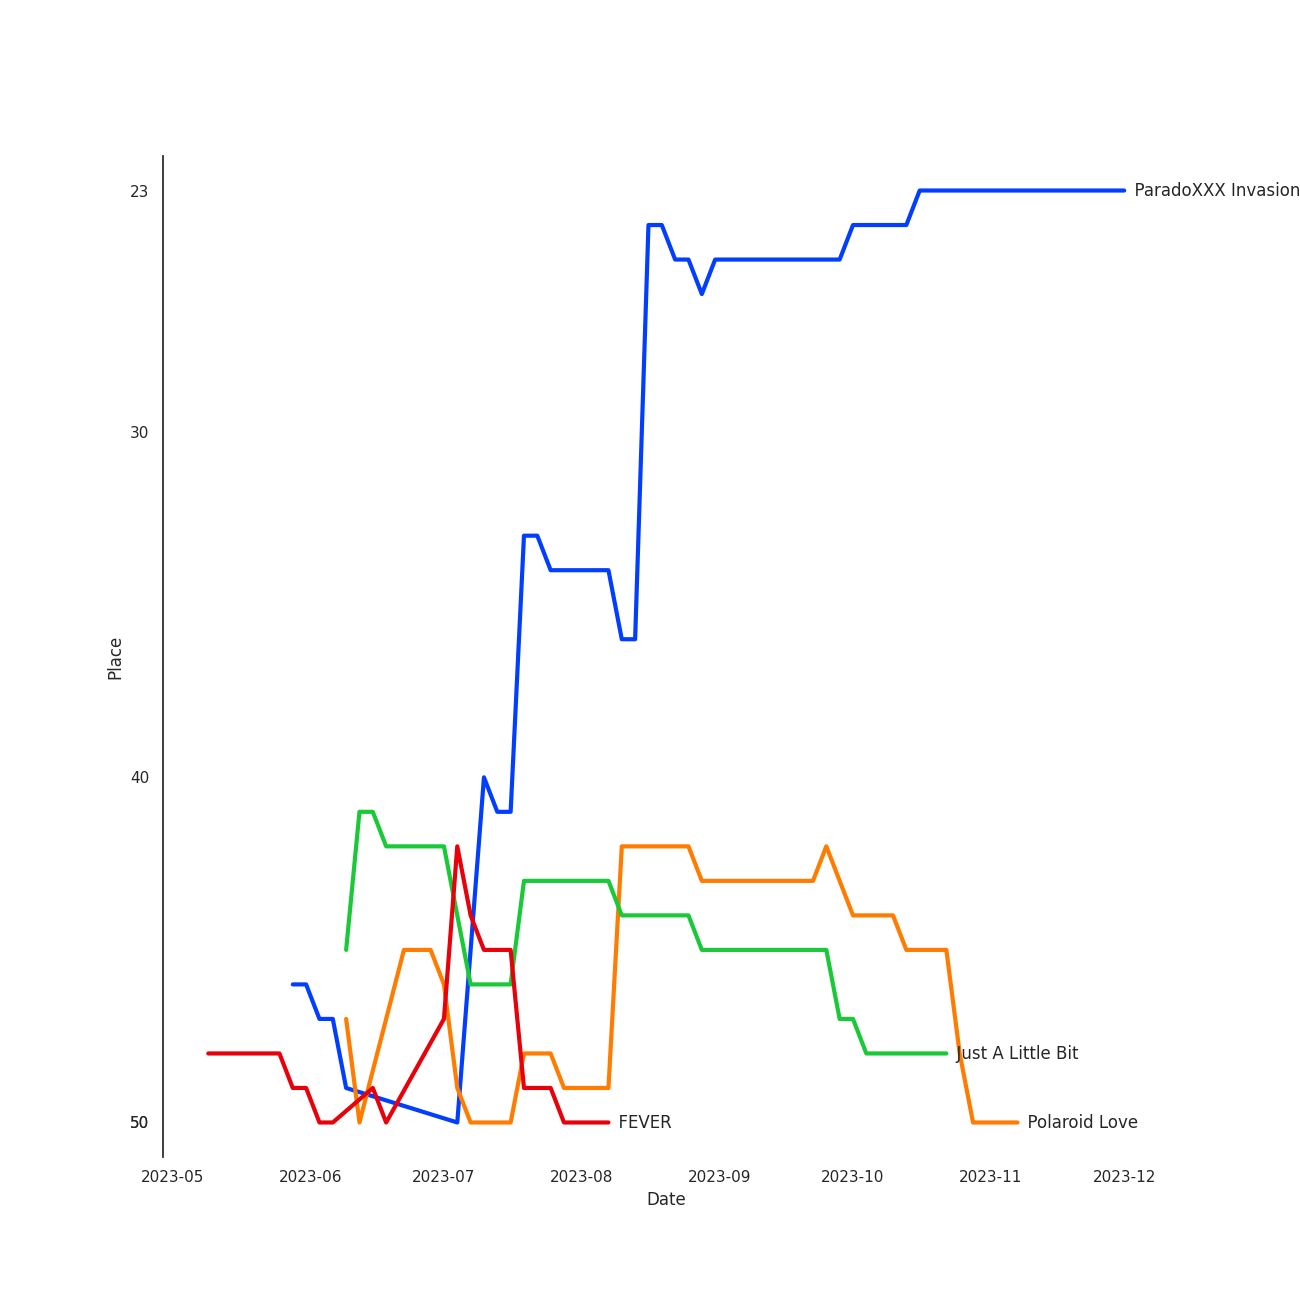 23
ParadoXXX Invasion
30
Place
40
Just A Little Bit
50
FEVER
Polaroid Love
2023-05
2023-06
2023-07
2023-08
2023-09
2023-10
2023-11
2023-12
Date